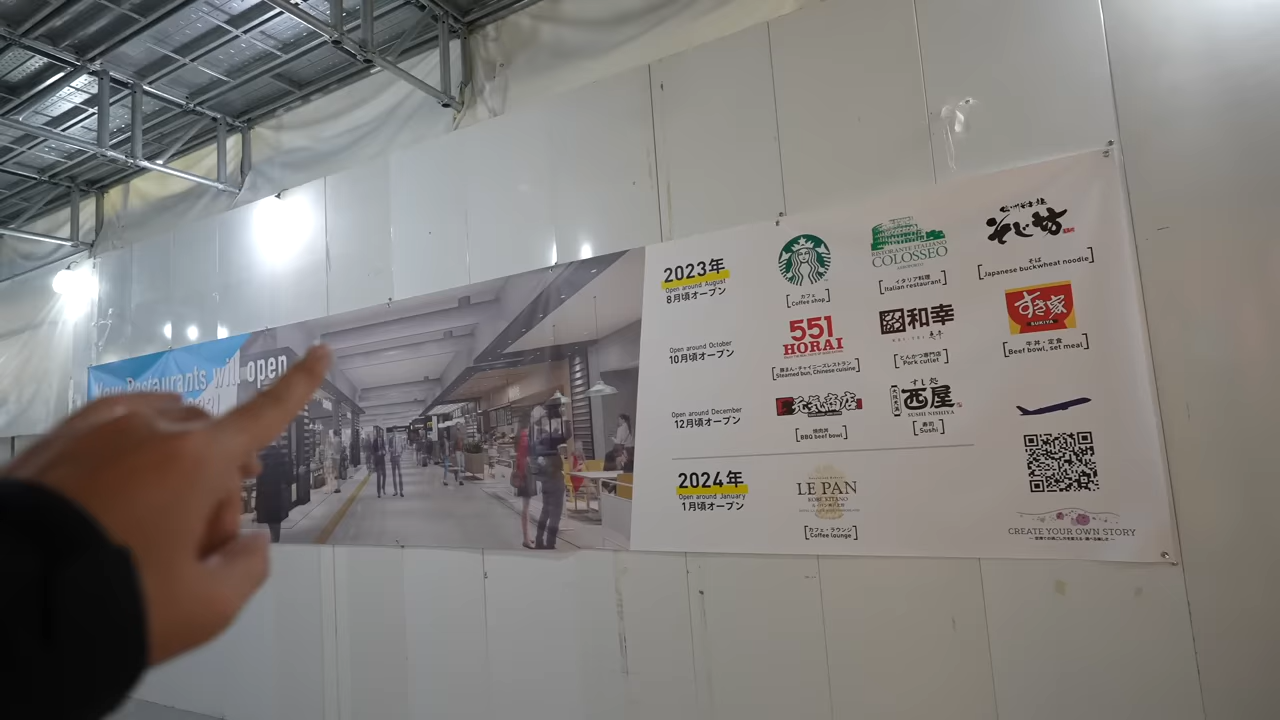 New Restaurants will open
2023年
Open around August
8月頃オープン
カフェ
[Coffee shop]
RISTORANTE ITALIANO
COLOSSEO
イタリア料理
[Italian restaurant]
そじ坊
そば
[Japanese buckwheat noodle]
Open around October
10月頃オープン
551
HORAI
豚まん・チャイニーズレストラン
[Steamed bun, Chinese cuisine]
和幸
とんかつ専門店
[Pork cutlet]
すき家
SUKIYA
牛丼・定食
[Beef bowl, set meal]
Open around December
12月頃オープン
元気商店
焼肉丼
[BBQ beef bowl]
すし処
西屋
SUSHI NISHIYA
寿司
[Sushi]
2024年
Open around January
1月頃オープン
LE PAN
KOBE KITANO
カフェ・ラウンジ
[Coffee lounge]
CREATE YOUR OWN STORY